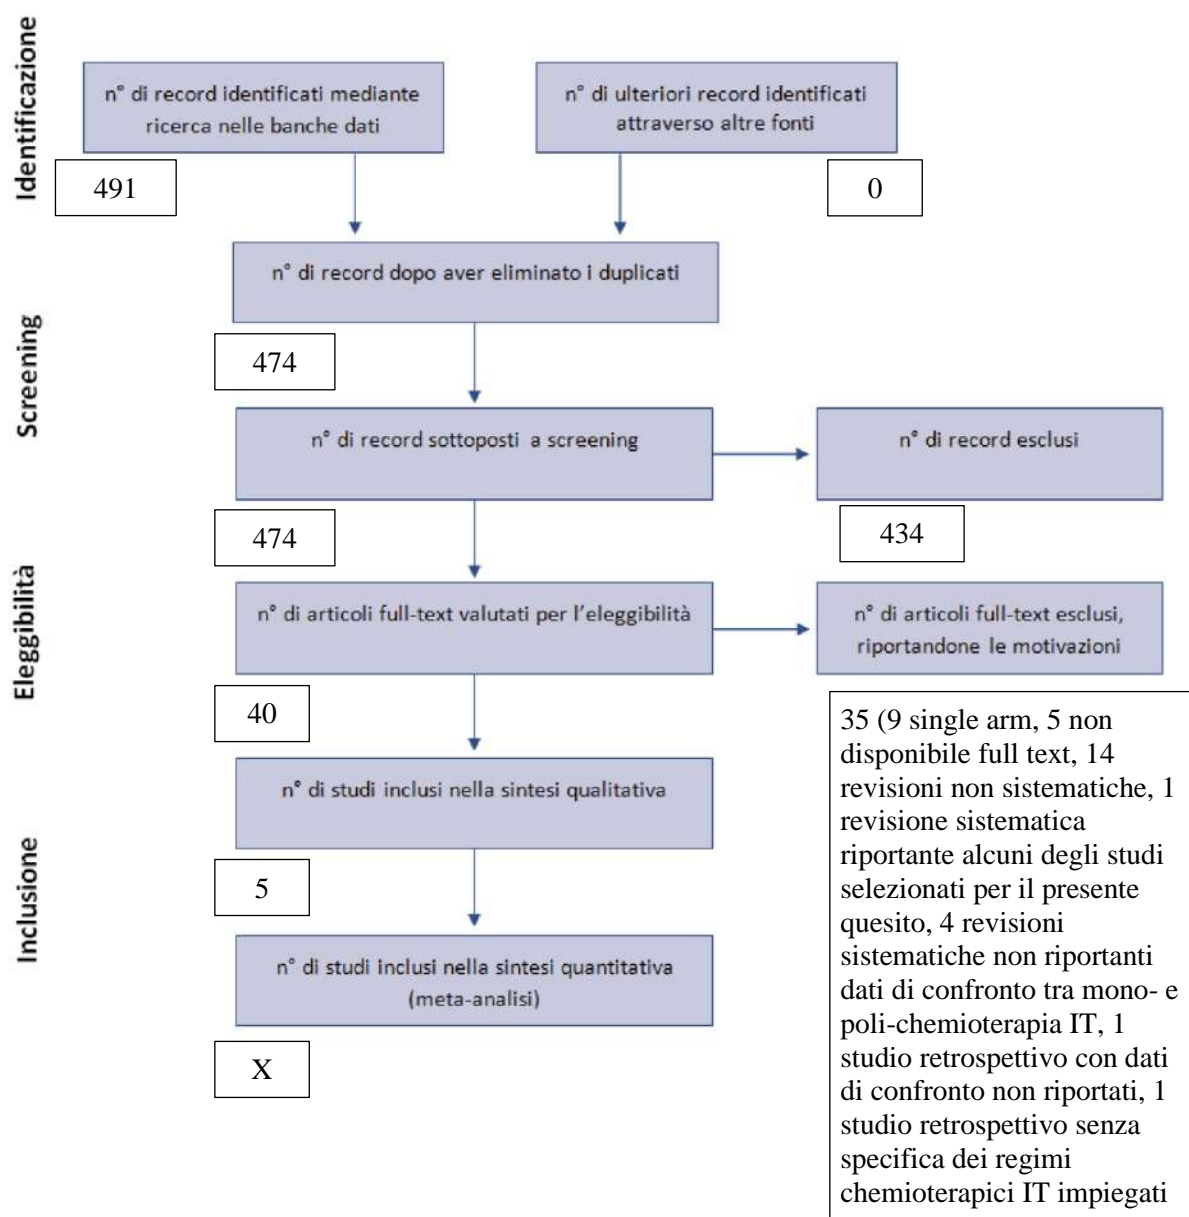 Identificazione
n° di record identificati mediante
ricerca nelle banche dati
491
n° di ulteriori record identificati
attraverso altre fonti
0
n° di record dopo aver eliminato i duplicati
474
Screening
n° di record sottoposti a screening
474
n° di record esclusi
434
Eleggibilità
n° di articoli full-text valutati per l'eleggibilità
40
n° di articoli full-text esclusi,
riportandone le motivazioni
35 (9 single arm, 5 non
disponibile full text, 14
revisioni non sistematiche, 1
revisione sistematica
riportante alcuni degli studi
selezionati per il presente
quesito, 4 revisioni
sistematiche non riportanti
dati di confronto tra mono- e
poli-chemioterapia IT, 1
studio retrospettivo con dati
di confronto non riportati, 1
studio retrospettivo senza
specifica dei regimi
chemioterapici IT impiegati
Inclusione
n° di studi inclusi nella sintesi qualitativa
5
n° di studi inclusi nella sintesi quantitativa
(meta-analisi)
X